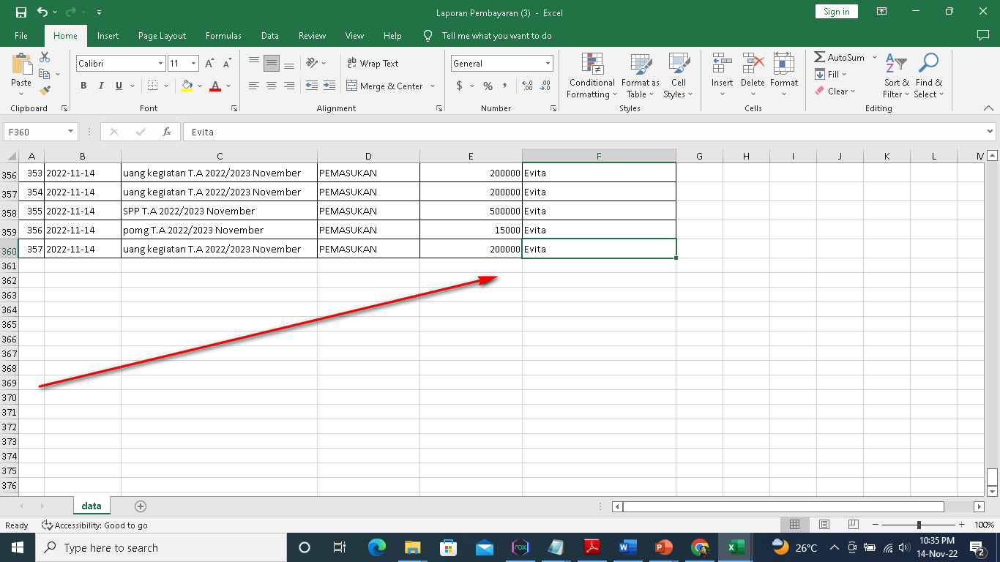 Laporan Pembayaran (3) - Excel
Sign in
File Home Insert Page Layout Formulas Data Review View Help Tell me what you want to do
Calibri 11 Wrap Text General AutoSum
Paste B I U Merge & Center $ % , Conditional Formatting Format as Table Cell Styles Insert Delete Format Fill Clear Sort & Filter Find & Select
Clipboard Font Alignment Number Styles Cells Editing
F360 fx Evita
A B C D E F G H I J K L M
356 353 2022-11-14 uang kegiatan T.A 2022/2023 November PEMASUKAN 200000 Evita
357 354 2022-11-14 uang kegiatan T.A 2022/2023 November PEMASUKAN 200000 Evita
358 355 2022-11-14 SPP T.A 2022/2023 November PEMASUKAN 500000 Evita
359 356 2022-11-14 pomg T.A 2022/2023 November PEMASUKAN 15000 Evita
360 357 2022-11-14 uang kegiatan T.A 2022/2023 November PEMASUKAN 200000 Evita
361
362
363
364
365
366
367
368
369
370
371
372
373
374
375
376
data
Ready Accessibility: Good to go 100%
Type here to search 26°C 10:35 PM
14-Nov-22 2